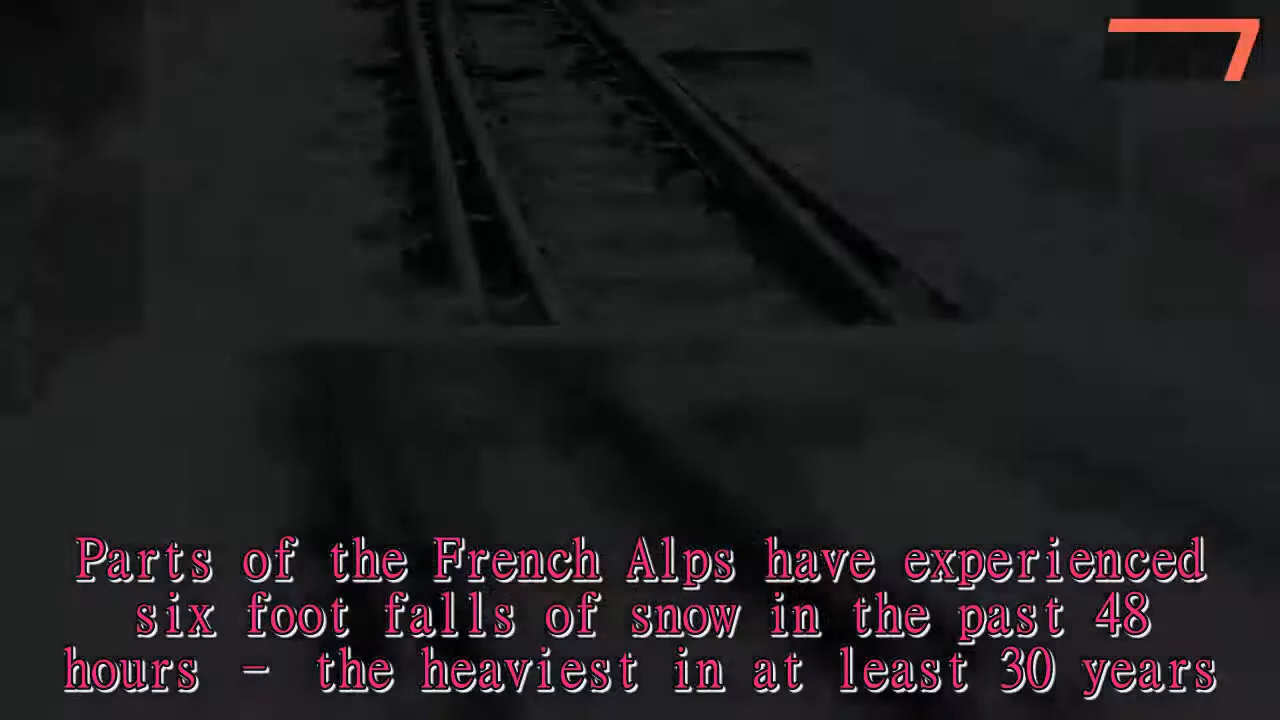 Parts of the French Alps have experienced
six foot falls of snow in the past 48
hours - the heaviest in at least 30 years